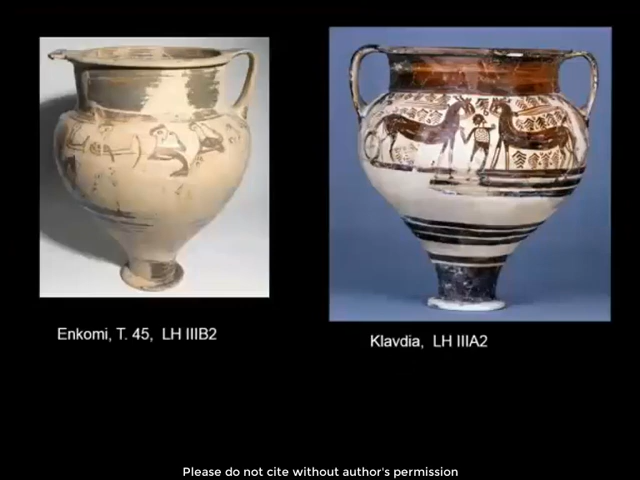 Enkomi, T. 45, LH IIIB2
Klavdia, LH IIIA2
Please do not cite without author's permission